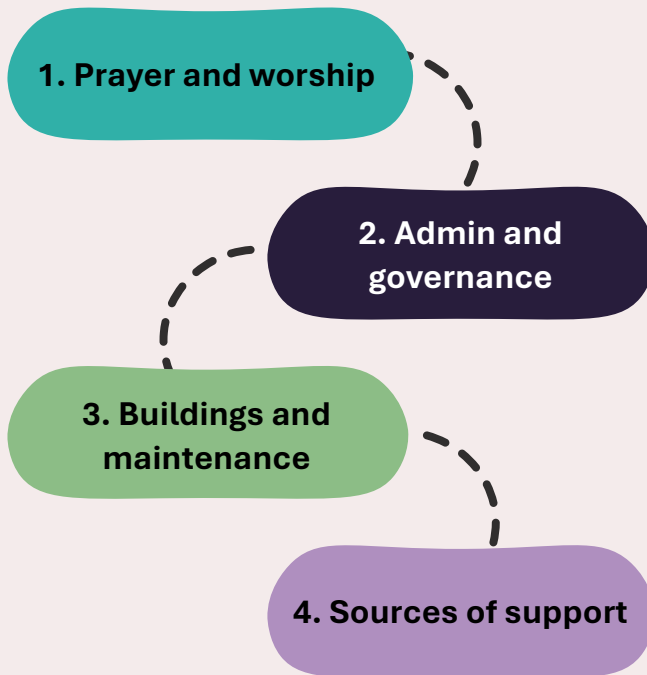 1. Prayer and worship
2. Admin and
governance
3. Buildings and
maintenance
4. Sources of support